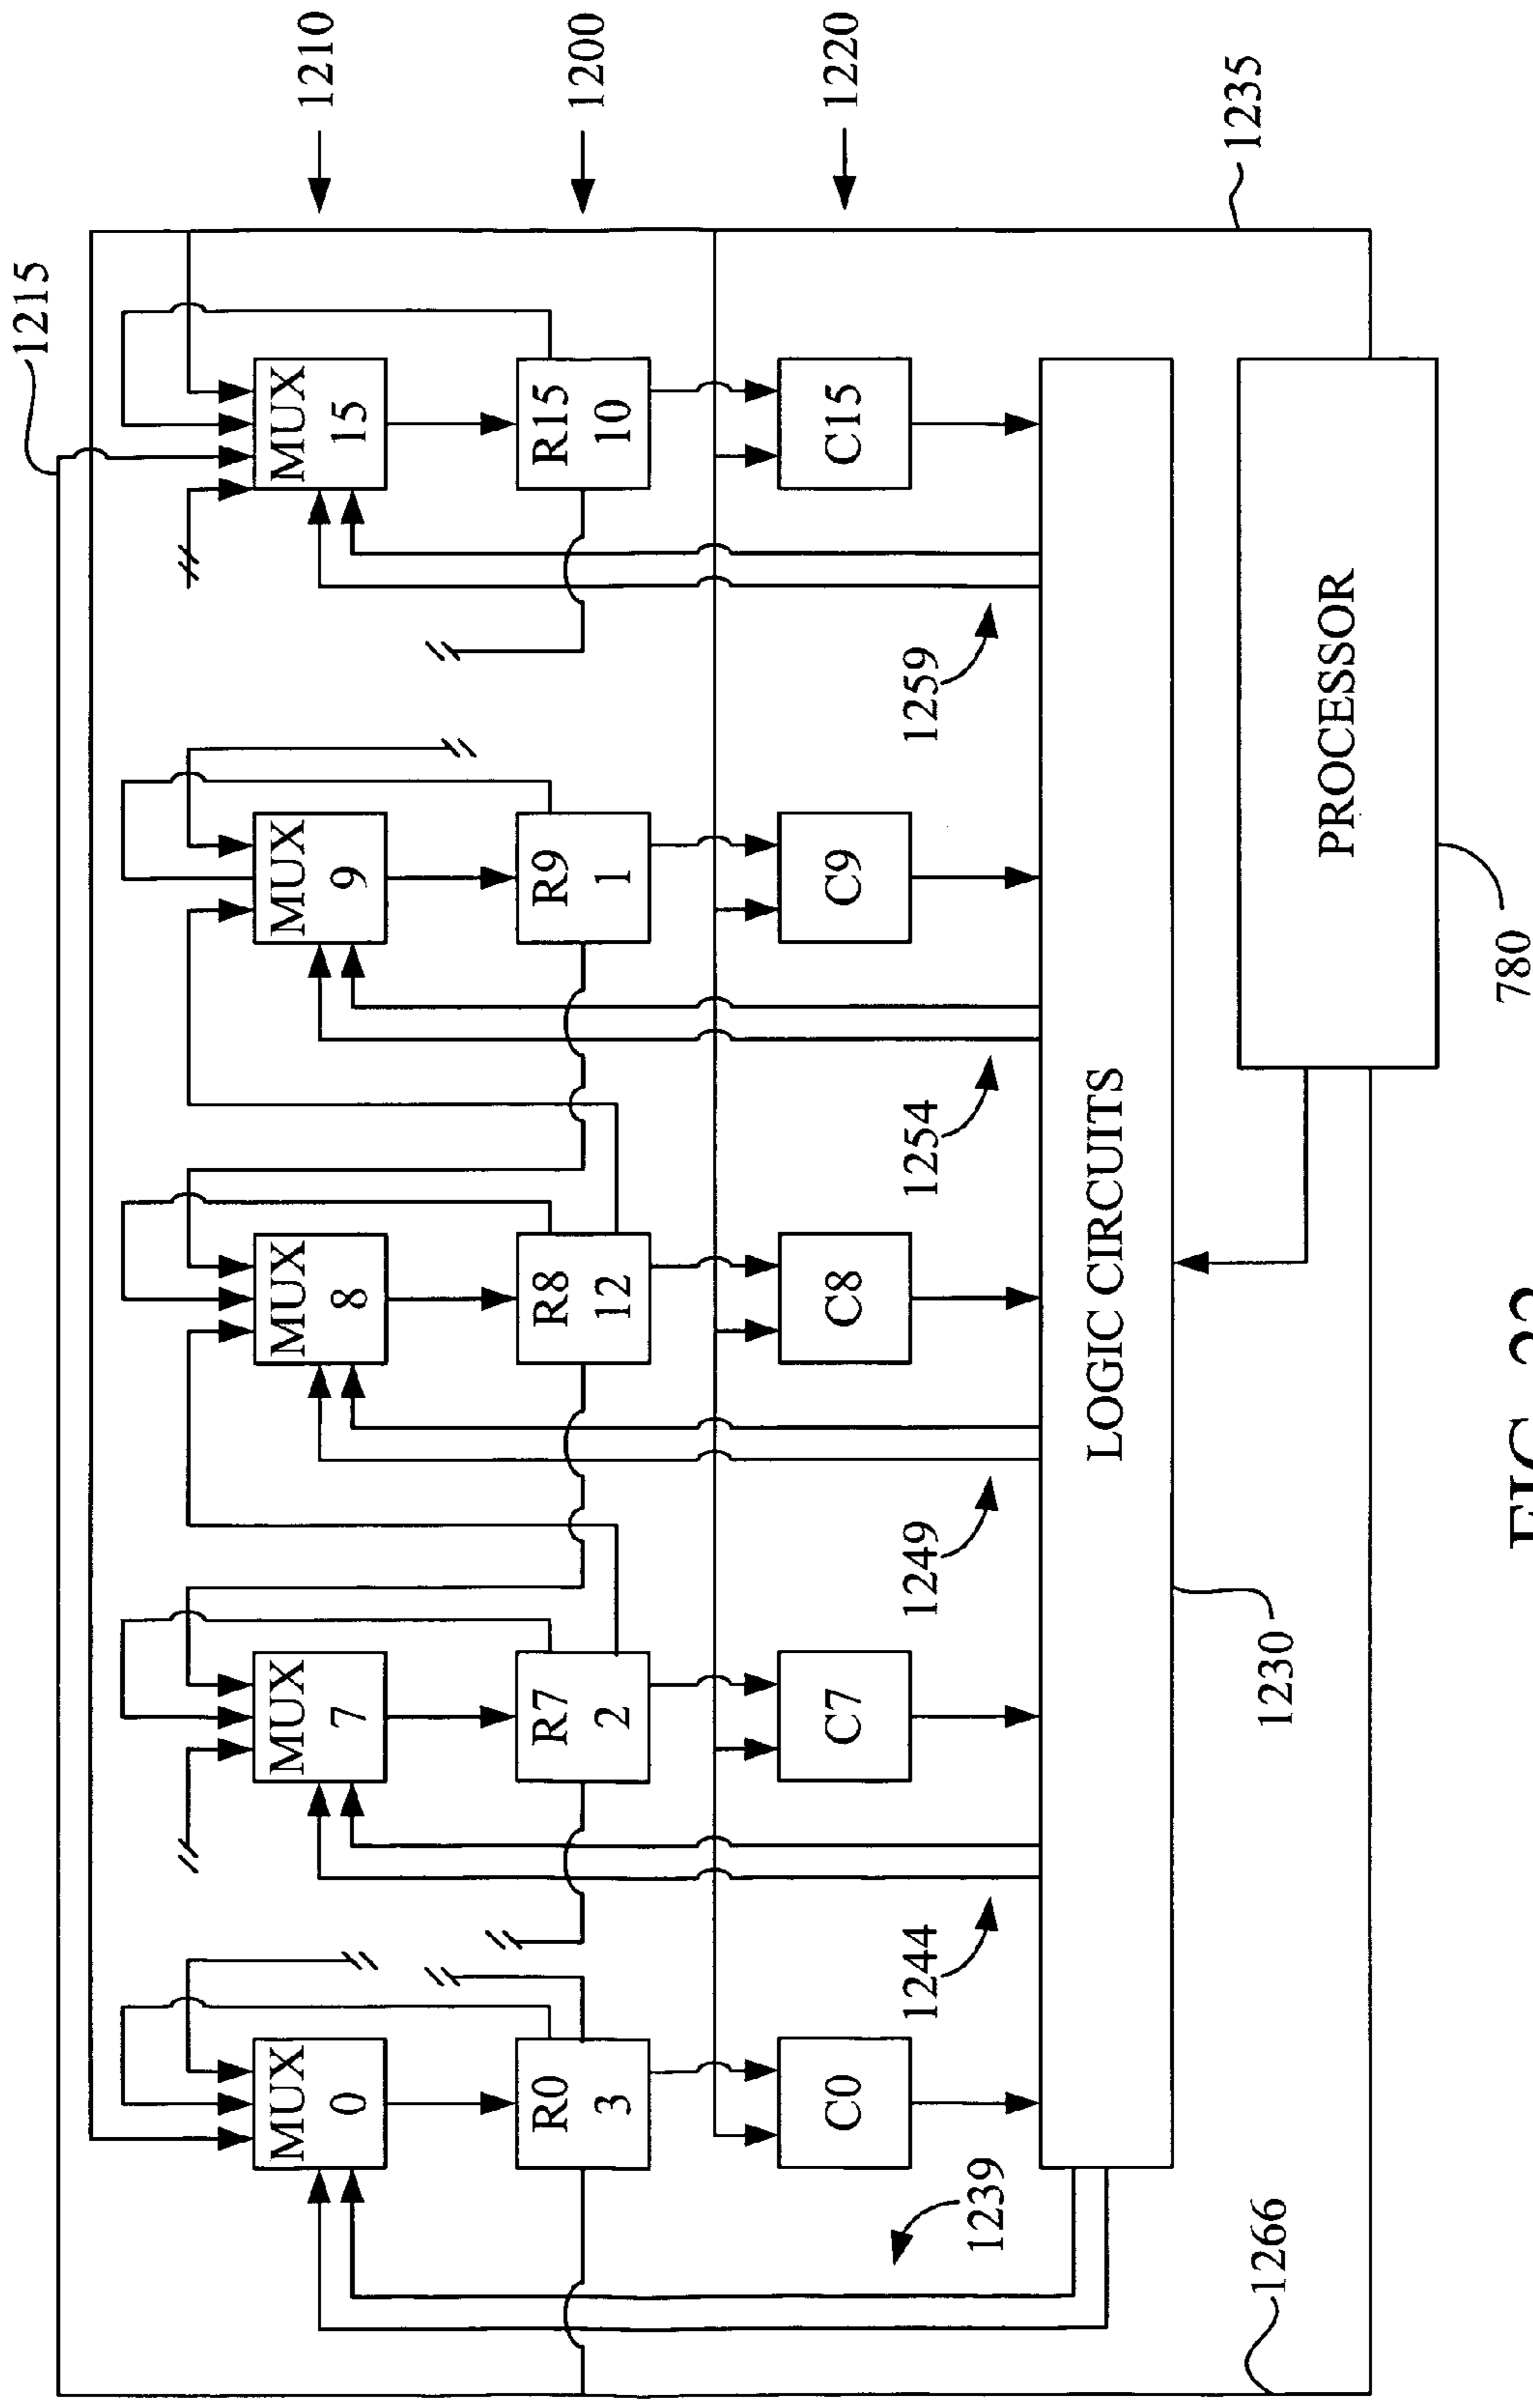 1215
1210
1200
1220
1235
MUX
0
MUX
7
MUX
8
MUX
9
MUX
15
R0
3
R7
2
R8
12
R9
1
R15
10
C0
C7
C8
C9
C15
1239
1244
1249
1254
1259
LOGIC CIRCUITS
1266
1230
PROCESSOR
780